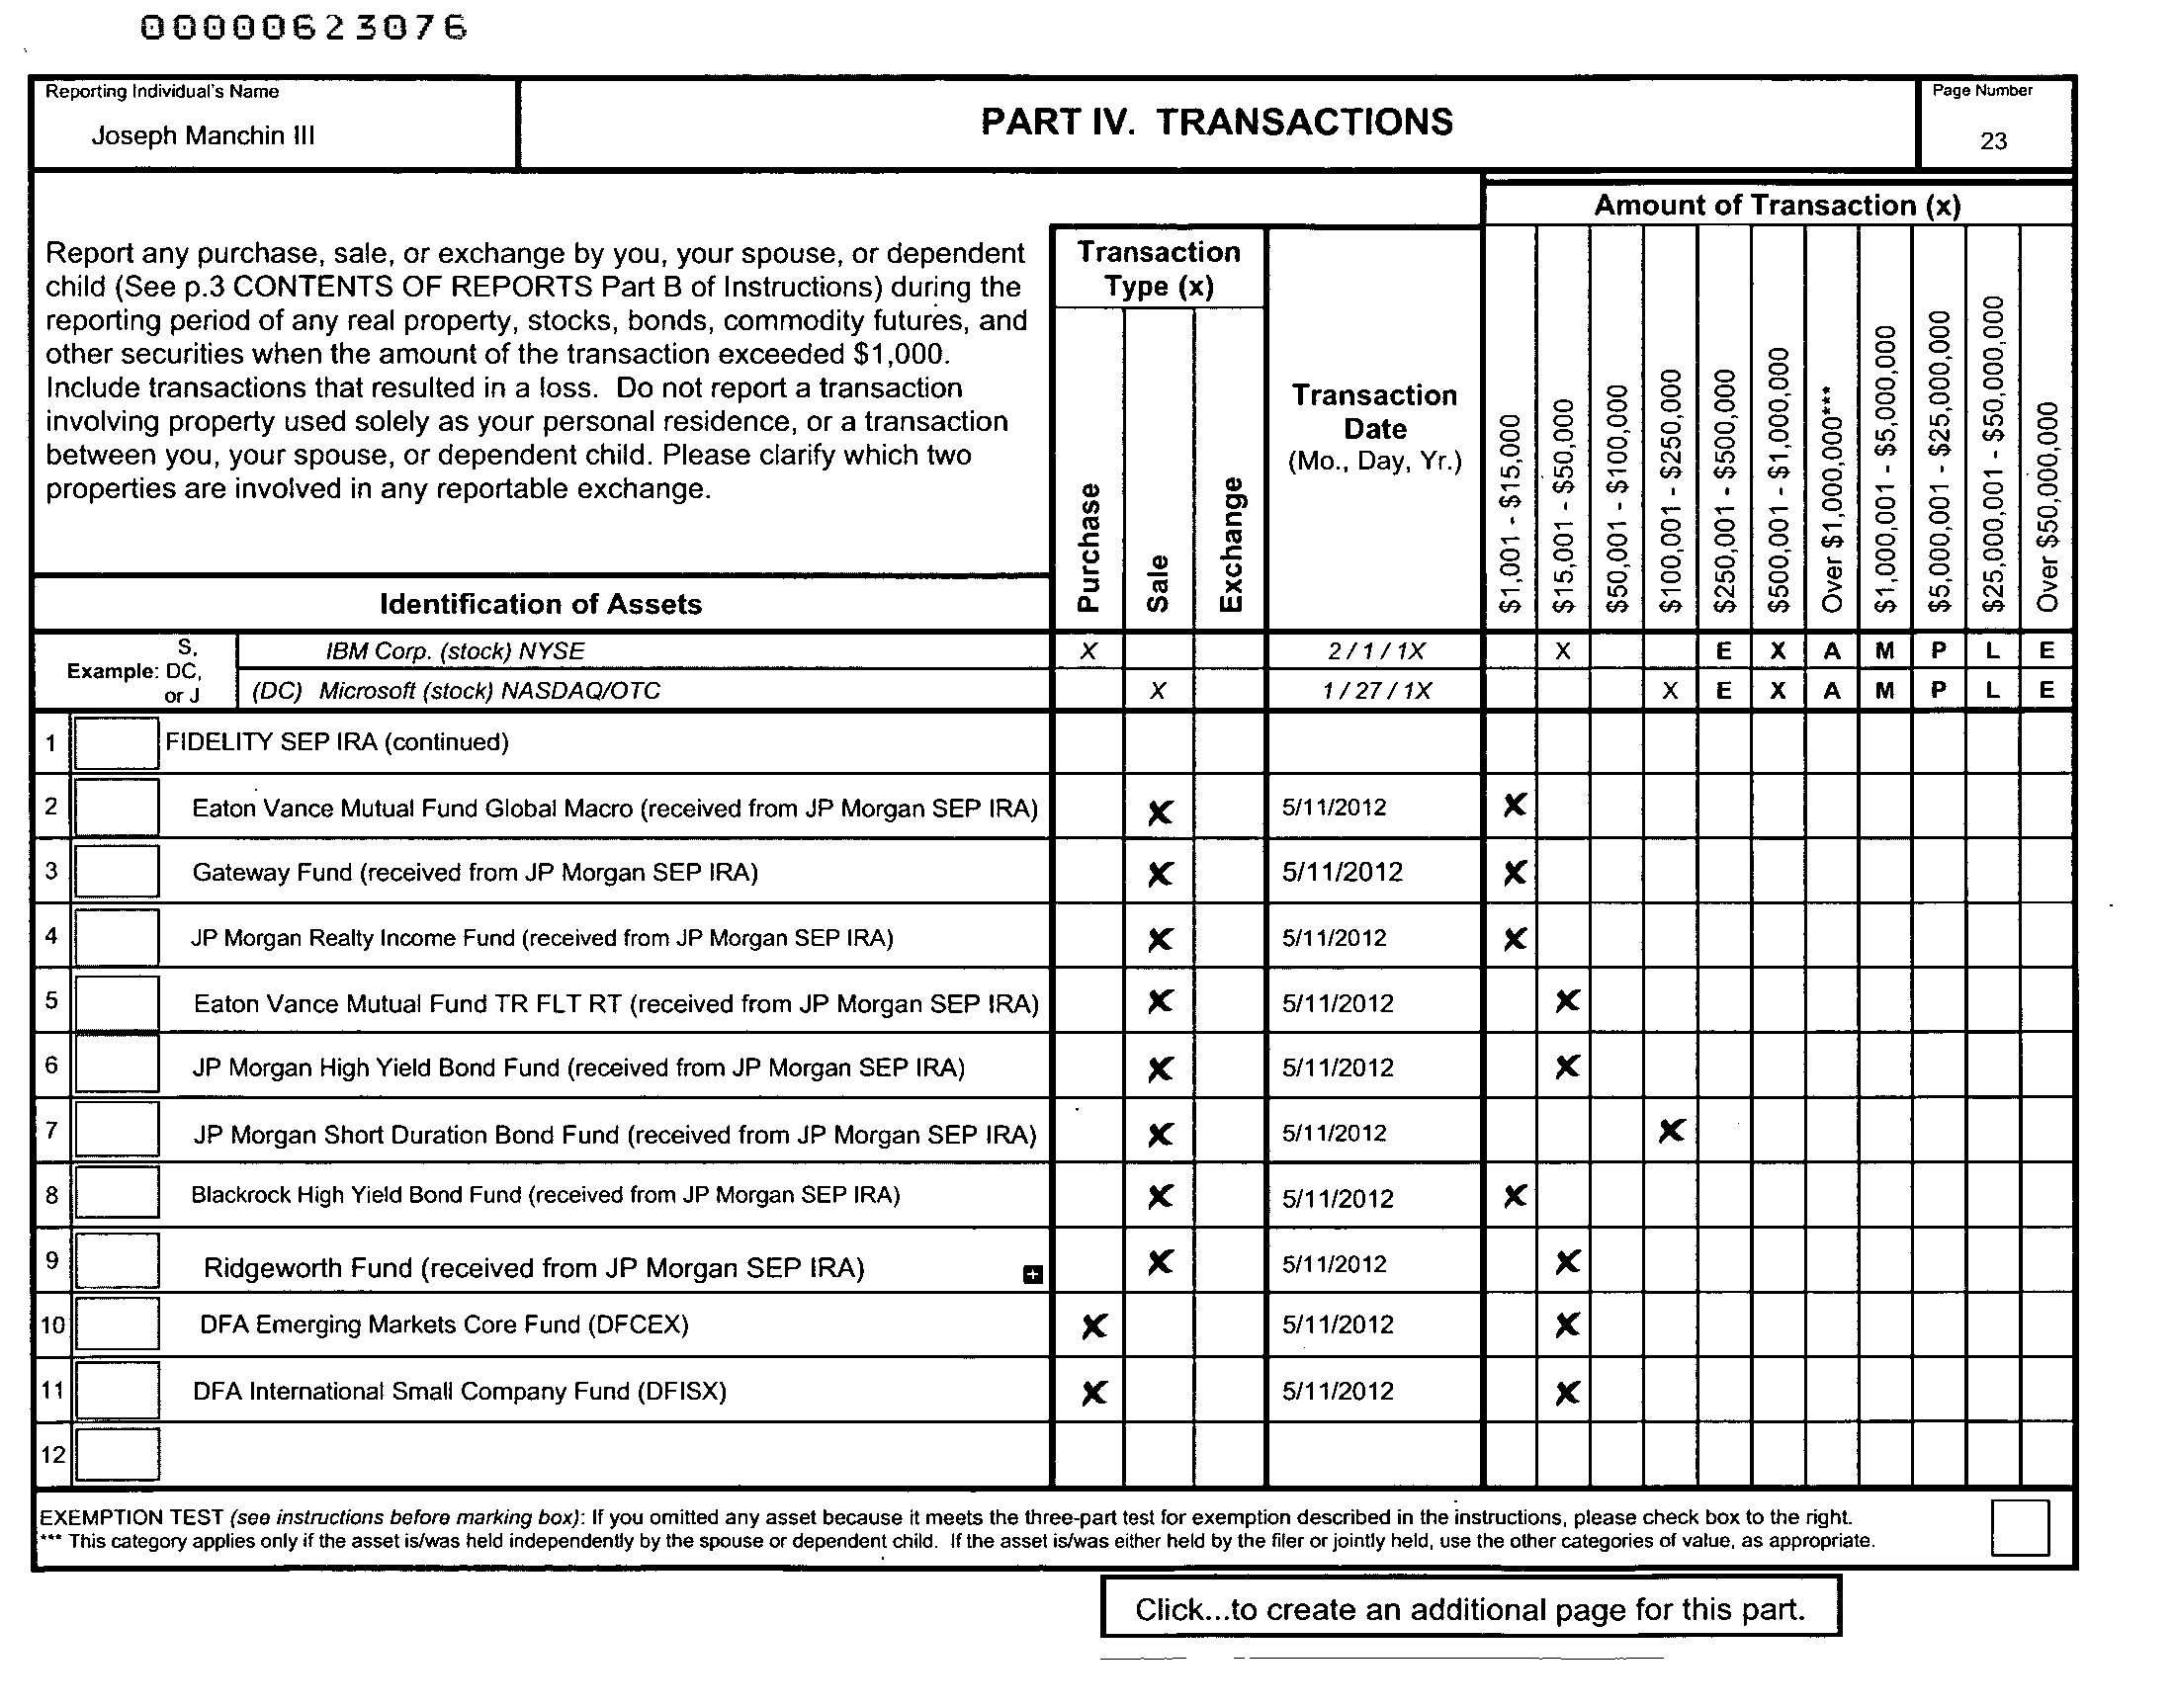 00000623076
Reporting Individual's Name
Joseph Manchin III
PART IV. TRANSACTIONS
Page Number
23
Amount of Transaction (x)
Report any purchase, sale, or exchange by you, your spouse, or dependent
child (See p.3 CONTENTS OF REPORTS Part B of Instructions) during the
reporting period of any real property, stocks, bonds, commodity futures, and
other securities when the amount of the transaction exceeded $1,000.
Include transactions that resulted in a loss. Do not report a transaction
involving property used solely as your personal residence, or a transaction
between you, your spouse, or dependent child. Please clarify which two
properties are involved in any reportable exchange.
Transaction
Type (x)
Purchase
Sale
Exchange
Transaction
Date
(Mo., Day, Yr.)
$1,001 - $15,000
$15,001 - $50,000
$50,001 - $100,000
$100,001 - $250,000
$250,001 - $500,000
$500,001 - $1,000,000
Over $1,000,000***
$1,000,001 - $5,000,000
$5,000,001 - $25,000,000
$25,000,001 - $50,000,000
Over $50,000,000
Identification of Assets
Example: S, DC, or J
IBM Corp. (stock) NYSE X 2 / 1 / 1X X E X A M P L E
(DC) Microsoft (stock) NASDAQ/OTC X 1 / 27 / 1X X E X A M P L E
1 FIDELITY SEP IRA (continued)
2 Eaton Vance Mutual Fund Global Macro (received from JP Morgan SEP IRA) X 5/11/2012 X
3 Gateway Fund (received from JP Morgan SEP IRA) X 5/11/2012 X
4 JP Morgan Realty Income Fund (received from JP Morgan SEP IRA) X 5/11/2012 X
5 Eaton Vance Mutual Fund TR FLT RT (received from JP Morgan SEP IRA) X 5/11/2012 X
6 JP Morgan High Yield Bond Fund (received from JP Morgan SEP IRA) X 5/11/2012 X
7 JP Morgan Short Duration Bond Fund (received from JP Morgan SEP IRA) X 5/11/2012 X
8 Blackrock High Yield Bond Fund (received from JP Morgan SEP IRA) X 5/11/2012 X
9 Ridgeworth Fund (received from JP Morgan SEP IRA) + X 5/11/2012 X
10 DFA Emerging Markets Core Fund (DFCEX) X 5/11/2012 X
11 DFA International Small Company Fund (DFISX) X 5/11/2012 X
12
EXEMPTION TEST (see instructions before marking box): If you omitted any asset because it meets the three-part test for exemption described in the instructions, please check box to the right.
*** This category applies only if the asset is/was held independently by the spouse or dependent child. If the asset is/was either held by the filer or jointly held, use the other categories of value, as appropriate.
Click...to create an additional page for this part.